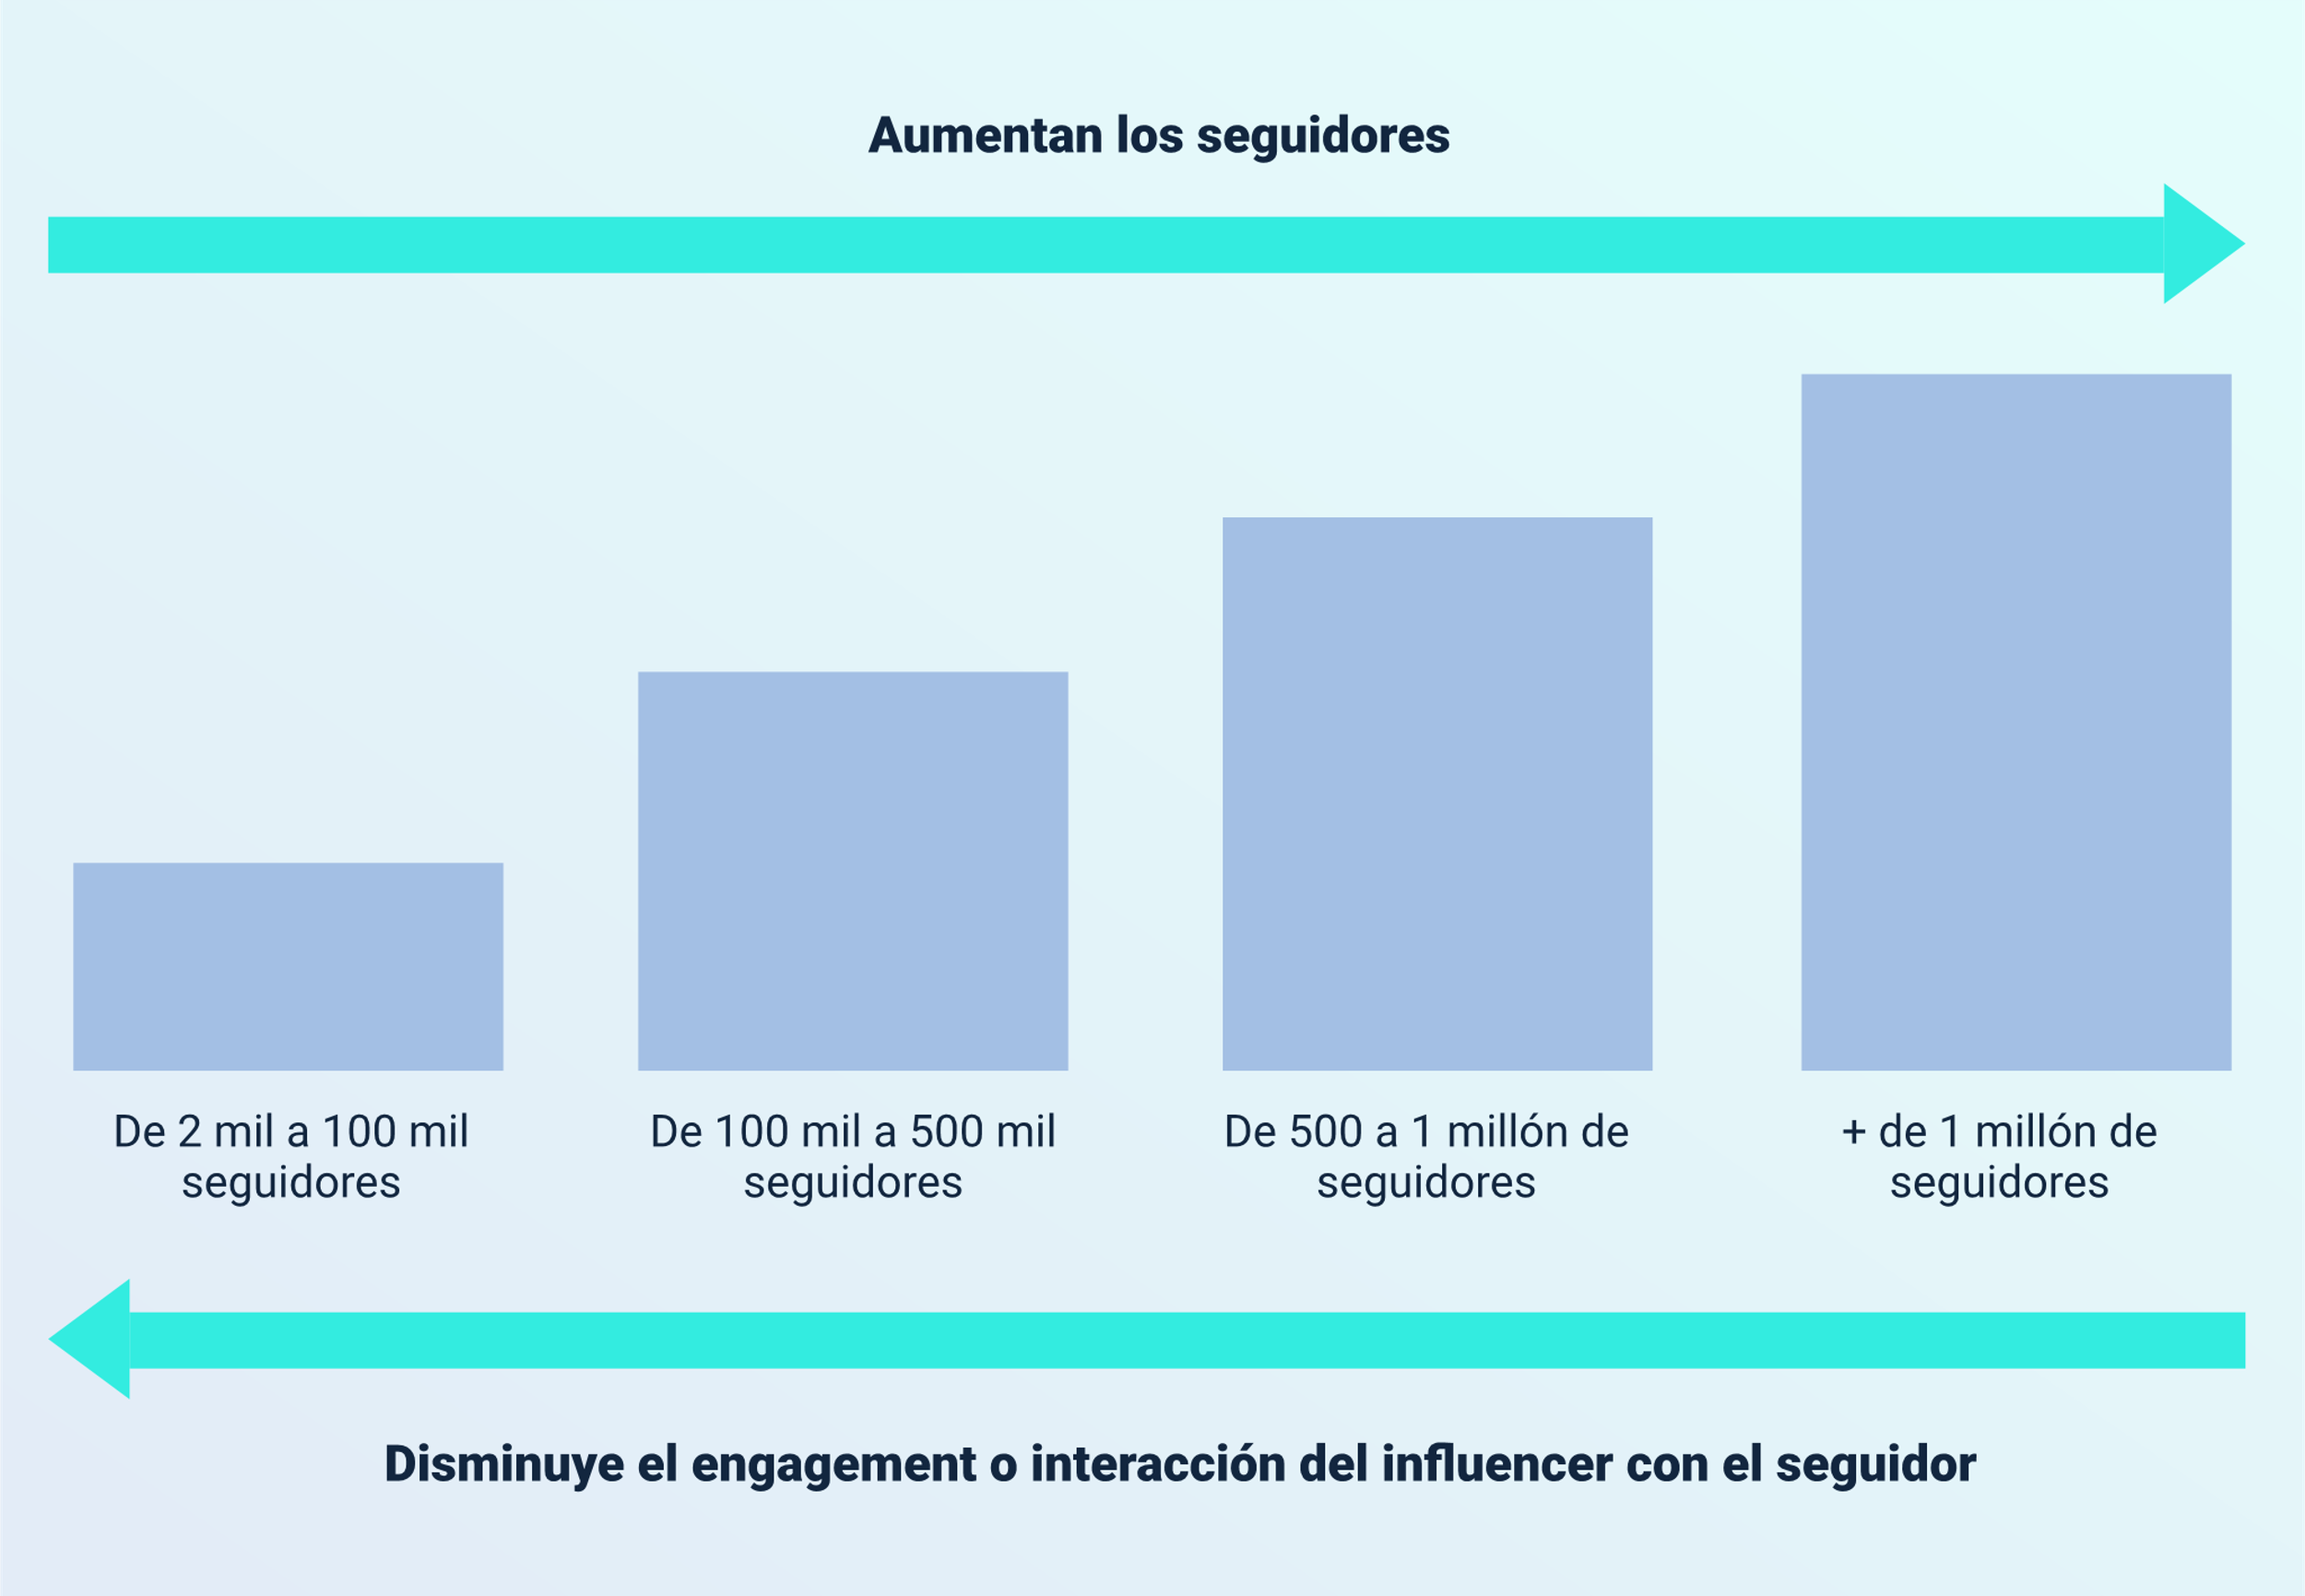 Aumentan los seguidores
De 2 mil a 100 mil
seguidores
De 100 mil a 500 mil
seguidores
De 500 a 1 millón de
seguidores
+ de 1 millón de
seguidores
Disminuye el engagement o interacción del influencer con el seguidor